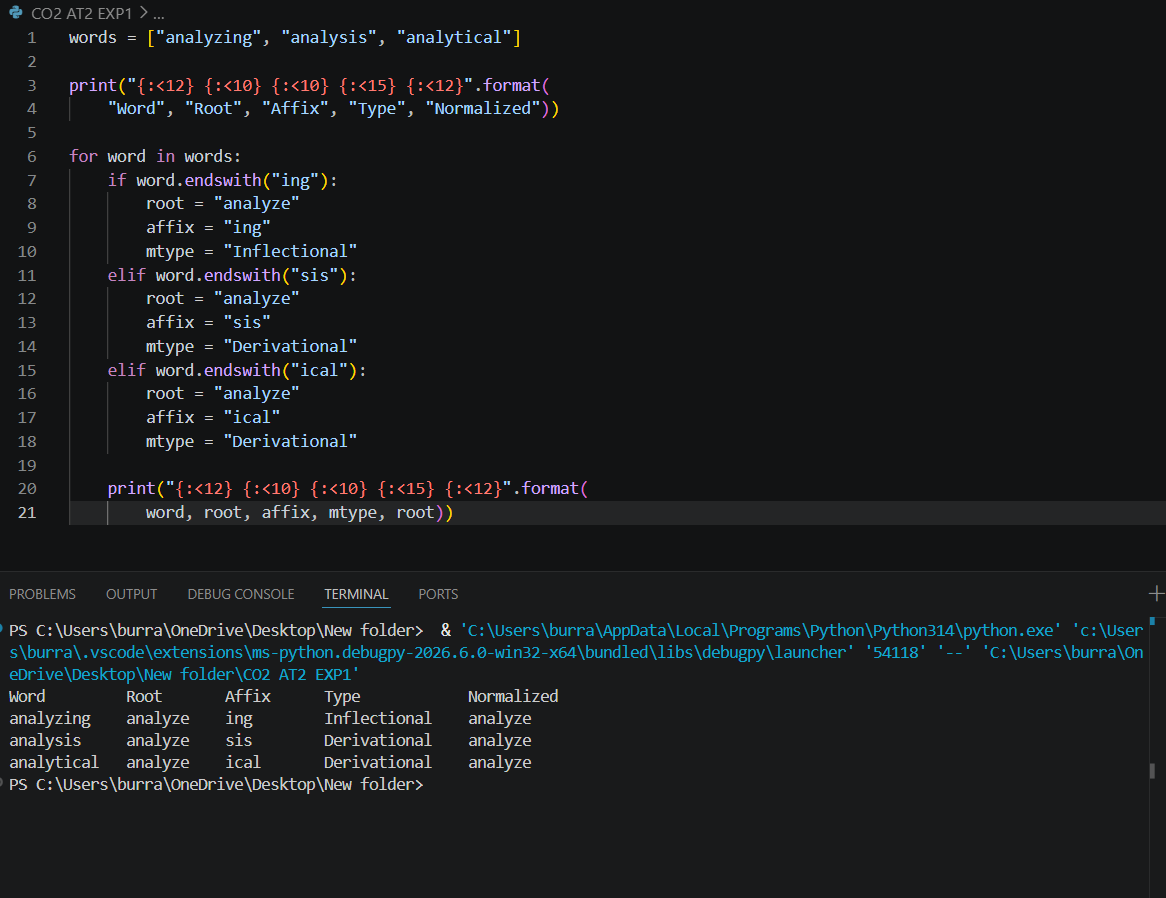 CO2 AT2 EXP1 > ...
1 words = ["analyzing", "analysis", "analytical"]
2
3 print("{:<12} {:<10} {:<10} {:<15} {:<12}".format(
4     "Word", "Root", "Affix", "Type", "Normalized"))
5
6 for word in words:
7     if word.endswith("ing"):
8         root = "analyze"
9         affix = "ing"
10         mtype = "Inflectional"
11     elif word.endswith("sis"):
12         root = "analyze"
13         affix = "sis"
14         mtype = "Derivational"
15     elif word.endswith("ical"):
16         root = "analyze"
17         affix = "ical"
18         mtype = "Derivational"
19
20     print("{:<12} {:<10} {:<10} {:<15} {:<12}".format(
21         word, root, affix, mtype, root))
PROBLEMS OUTPUT DEBUG CONSOLE TERMINAL PORTS
PS C:\Users\burra\OneDrive\Desktop\New folder>  & 'C:\Users\burra\AppData\Local\Programs\Python\Python314\python.exe' 'c:\User
s\burra\.vscode\extensions\ms-python.debugpy-2026.6.0-win32-x64\bundled\libs\debugpy\launcher' '54118' '--' 'C:\Users\burra\On
eDrive\Desktop\New folder\CO2 AT2 EXP1'
Word         Root       Affix      Type            Normalized
analyzing    analyze    ing        Inflectional    analyze
analysis     analyze    sis        Derivational    analyze
analytical   analyze    ical       Derivational    analyze
PS C:\Users\burra\OneDrive\Desktop\New folder>